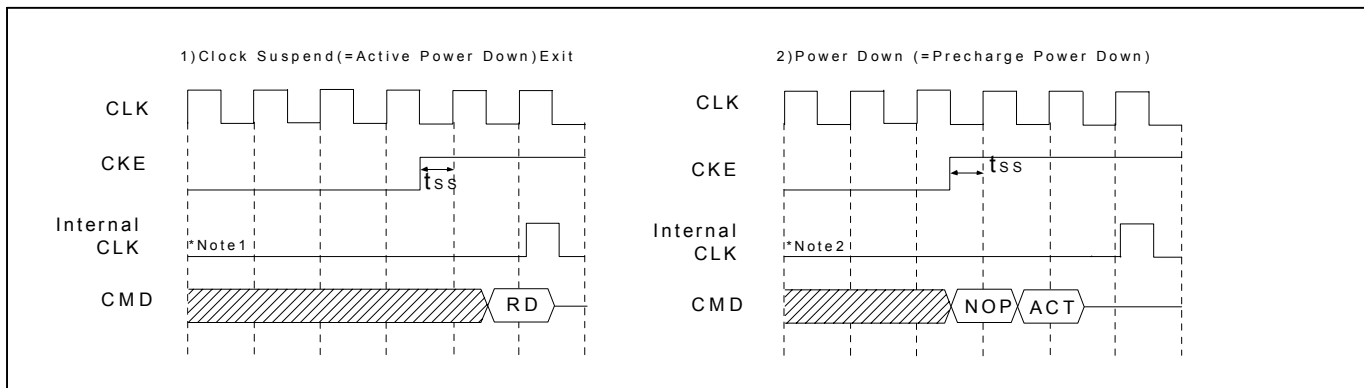 1)Clock Suspend(=Active Power Down)Exit
CLK
CKE
tss
Internal
CLK
*Note1
CMD
RD
2)Power Down (=Precharge Power Down)
CLK
CKE
tss
Internal
CLK
*Note2
CMD
NOP
ACT